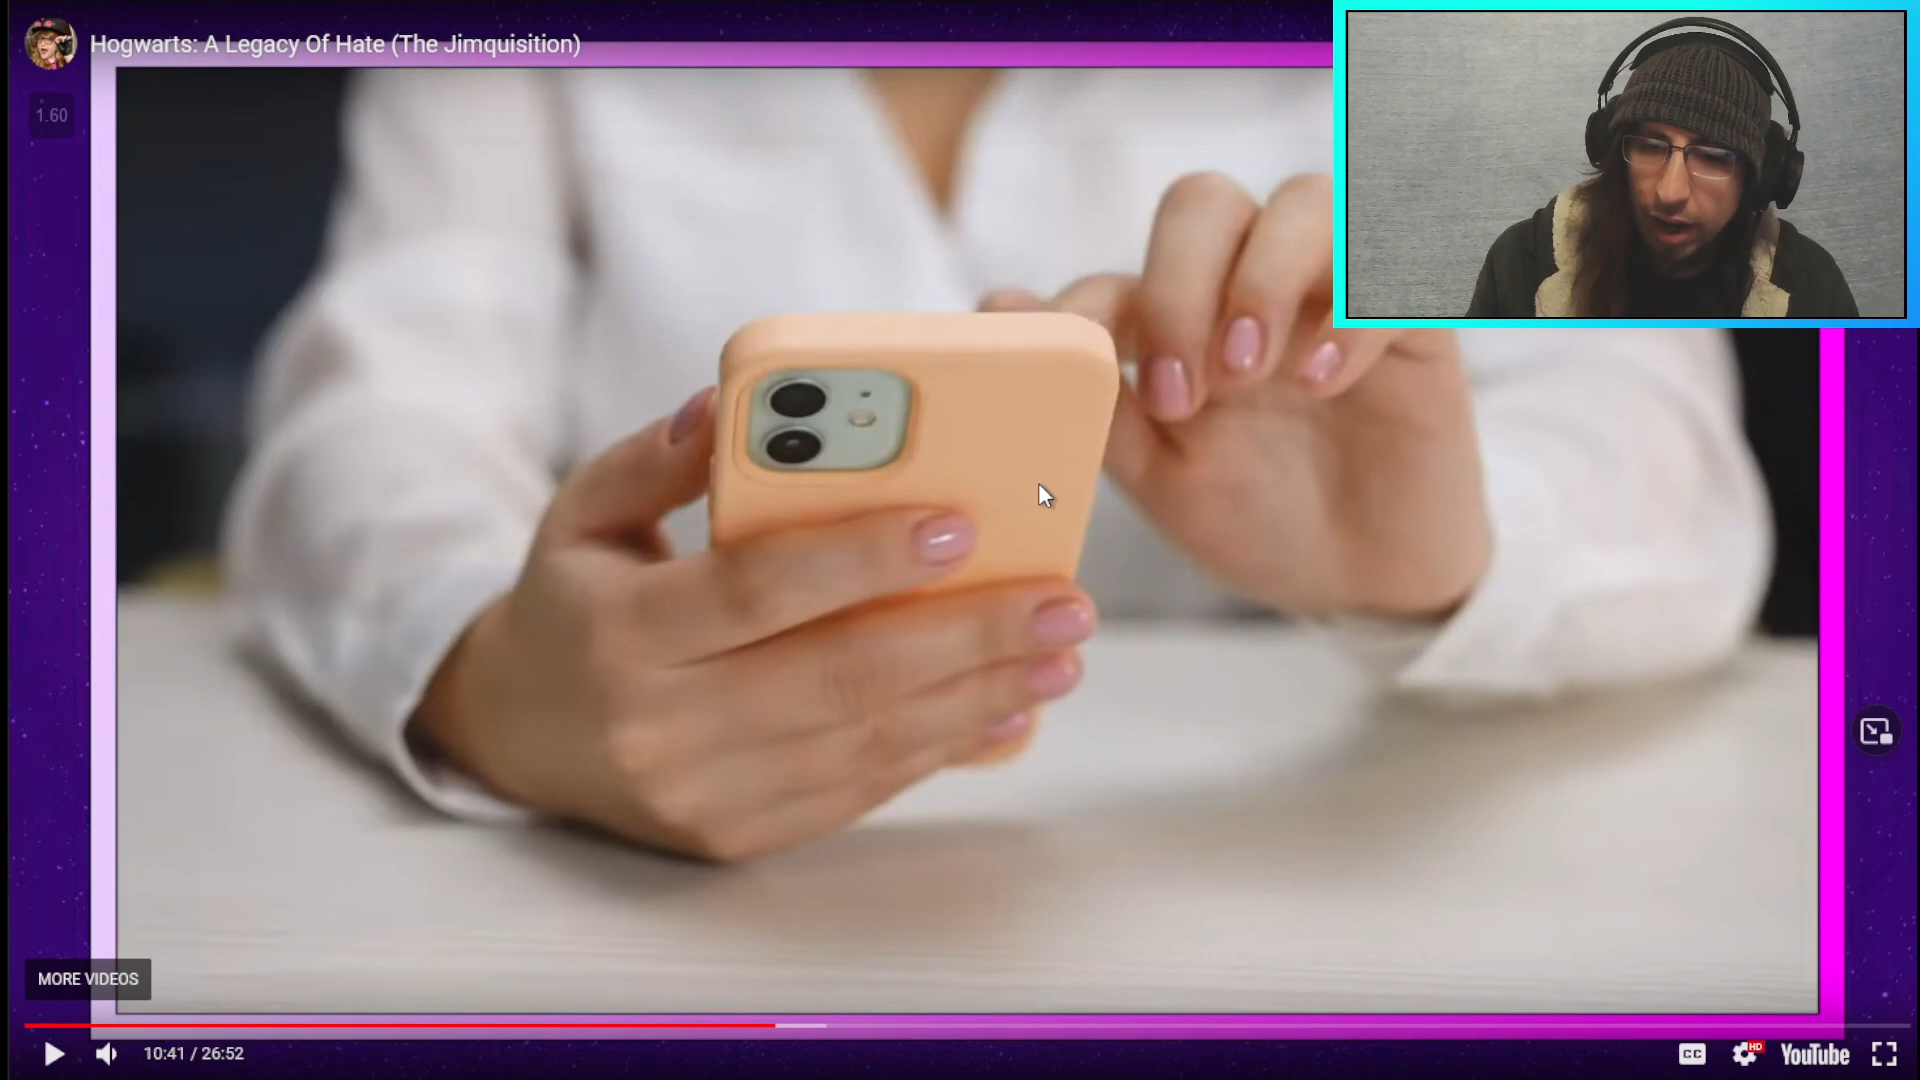 Hogwarts: A Legacy Of Hate (The Jimquisition)
1.60
MORE VIDEOS
10:41 / 26:52
CC
HD
YouTube